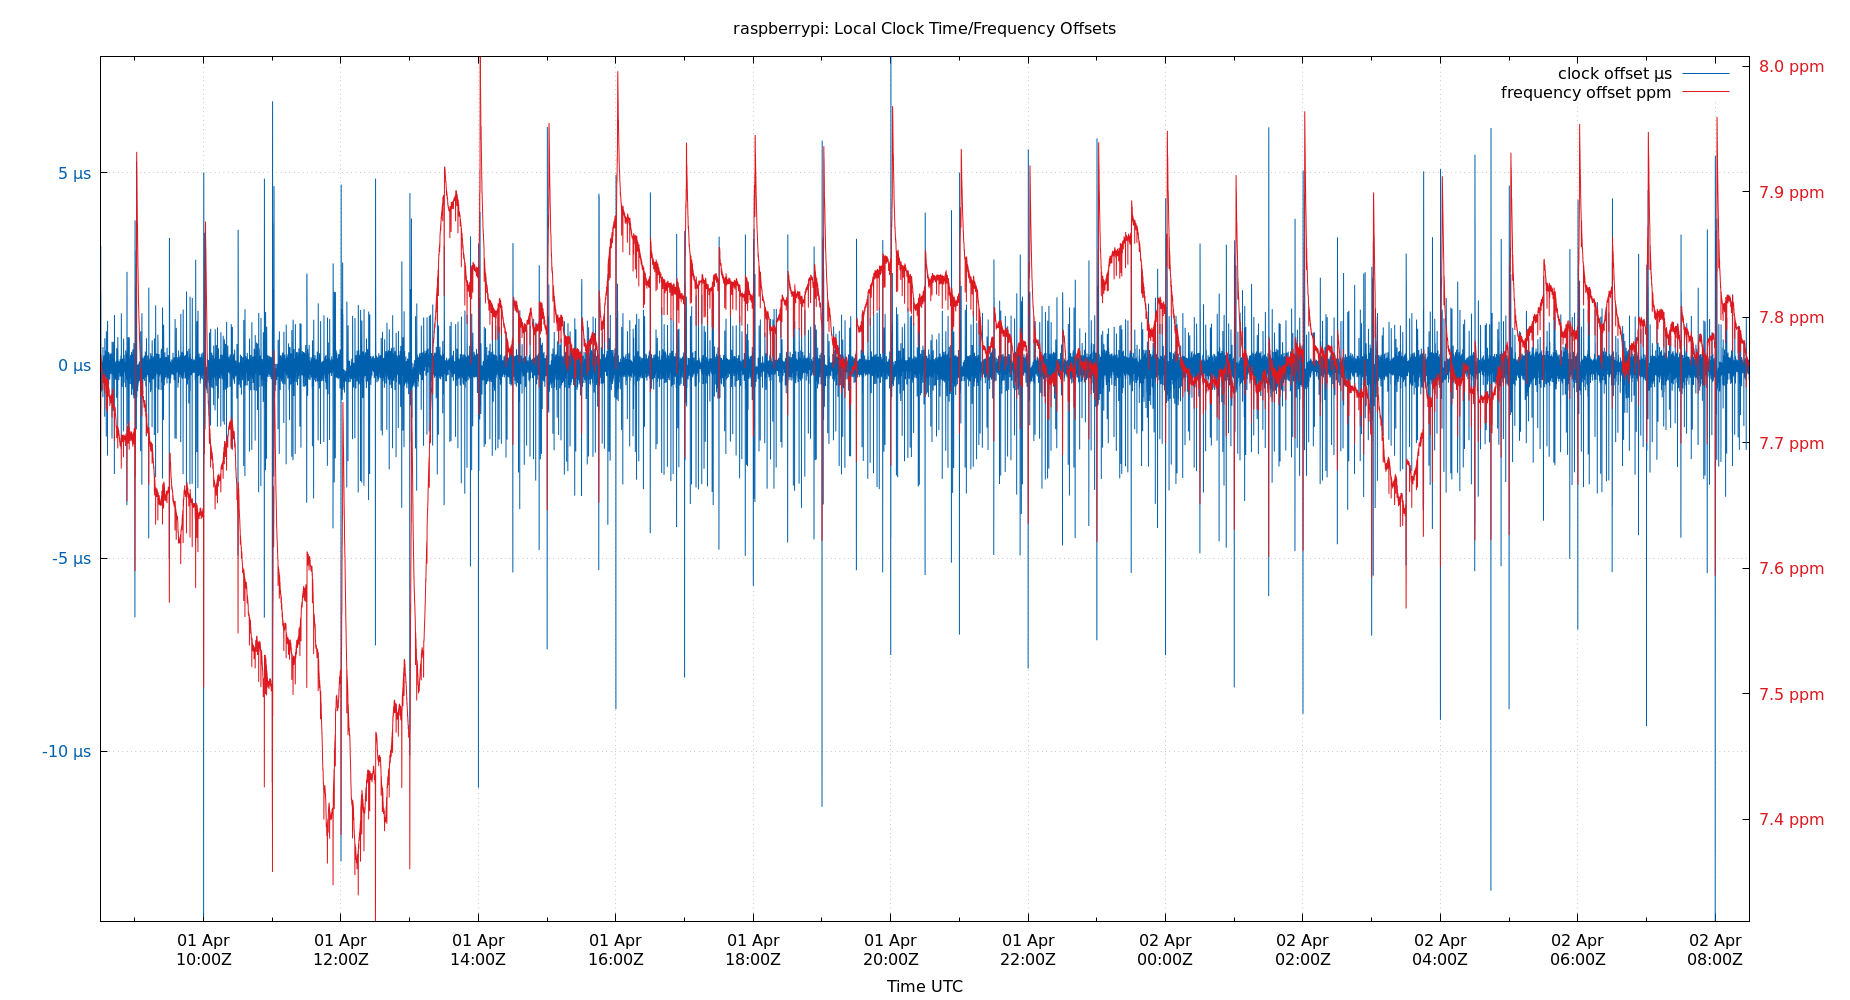 raspberrypi: Local Clock Time/Frequency Offsets
clock offset µs
frequency offset ppm
5 µs
0 µs
-5 µs
-10 µs
8.0 ppm
7.9 ppm
7.8 ppm
7.7 ppm
7.6 ppm
7.5 ppm
7.4 ppm
01 Apr 01 Apr 01 Apr 01 Apr 01 Apr 01 Apr 01 Apr 02 Apr 02 Apr 02 Apr 02 Apr 02 Apr
10:00Z 12:00Z 14:00Z 16:00Z 18:00Z 20:00Z 22:00Z 00:00Z 02:00Z 04:00Z 06:00Z 08:00Z
Time UTC